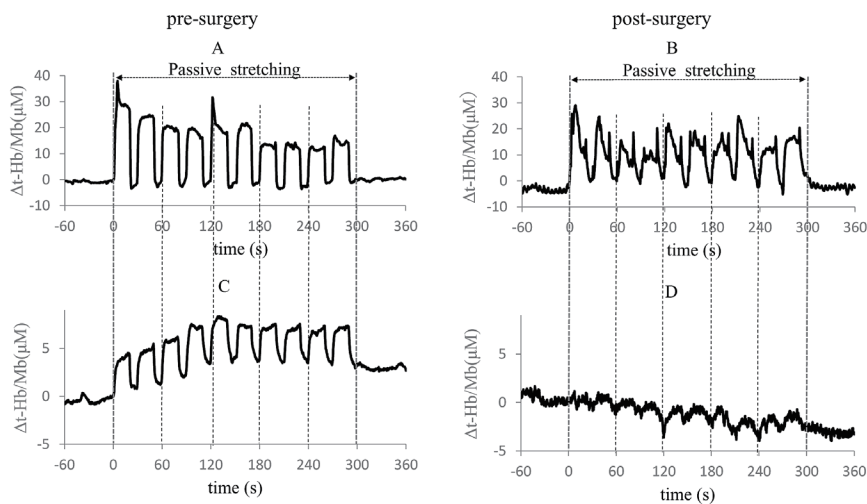 pre-surgery
post-surgery
A
Passive stretching
Δt-Hb/Mb(μM)
40
30
20
10
0
-10
-60 0 60 120 180 240 300 360
time (s)
B
Passive stretching
Δt-Hb/Mb(μM)
40
30
20
10
0
10
-60 0 60 120 180 240 300 360
time (s)
C
Δt-Hb/Mb(μM)
5
0
-5
-60 0 60 120 180 240 300 360
time (s)
D
Δt-Hb/Mb(μM)
5
0
-5
-60 0 60 120 180 240 300 360
time (s)